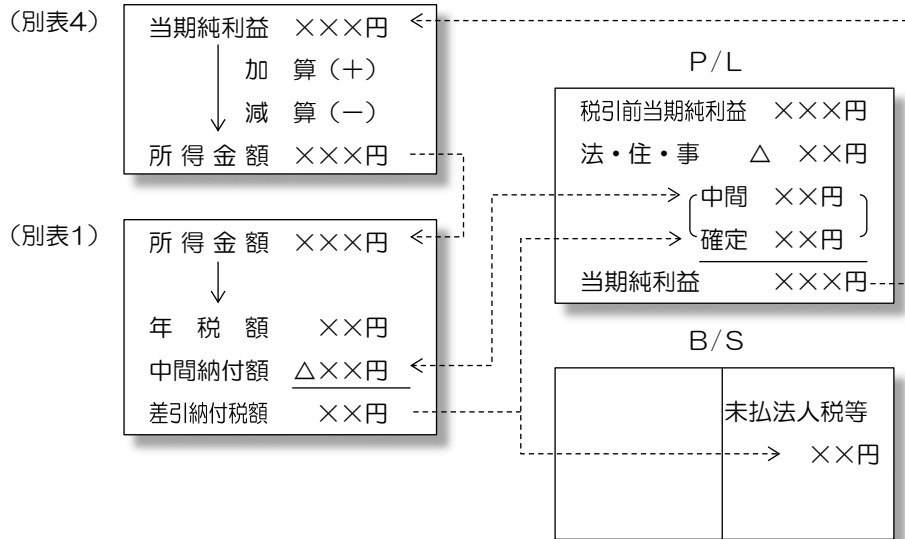 （別表4）
当期純利益 ×××円
加 算（＋）
減 算（－）
所得金額 ×××円
（別表1）
所得金額 ×××円
年税額 ××円
中間納付額 △××円
差引納付税額 ××円
P/L
税引前当期純利益 ×××円
法・住・事 △ ××円
中間 ××円
確定 ××円
当期純利益 ×××円
B/S
未払法人税等
××円